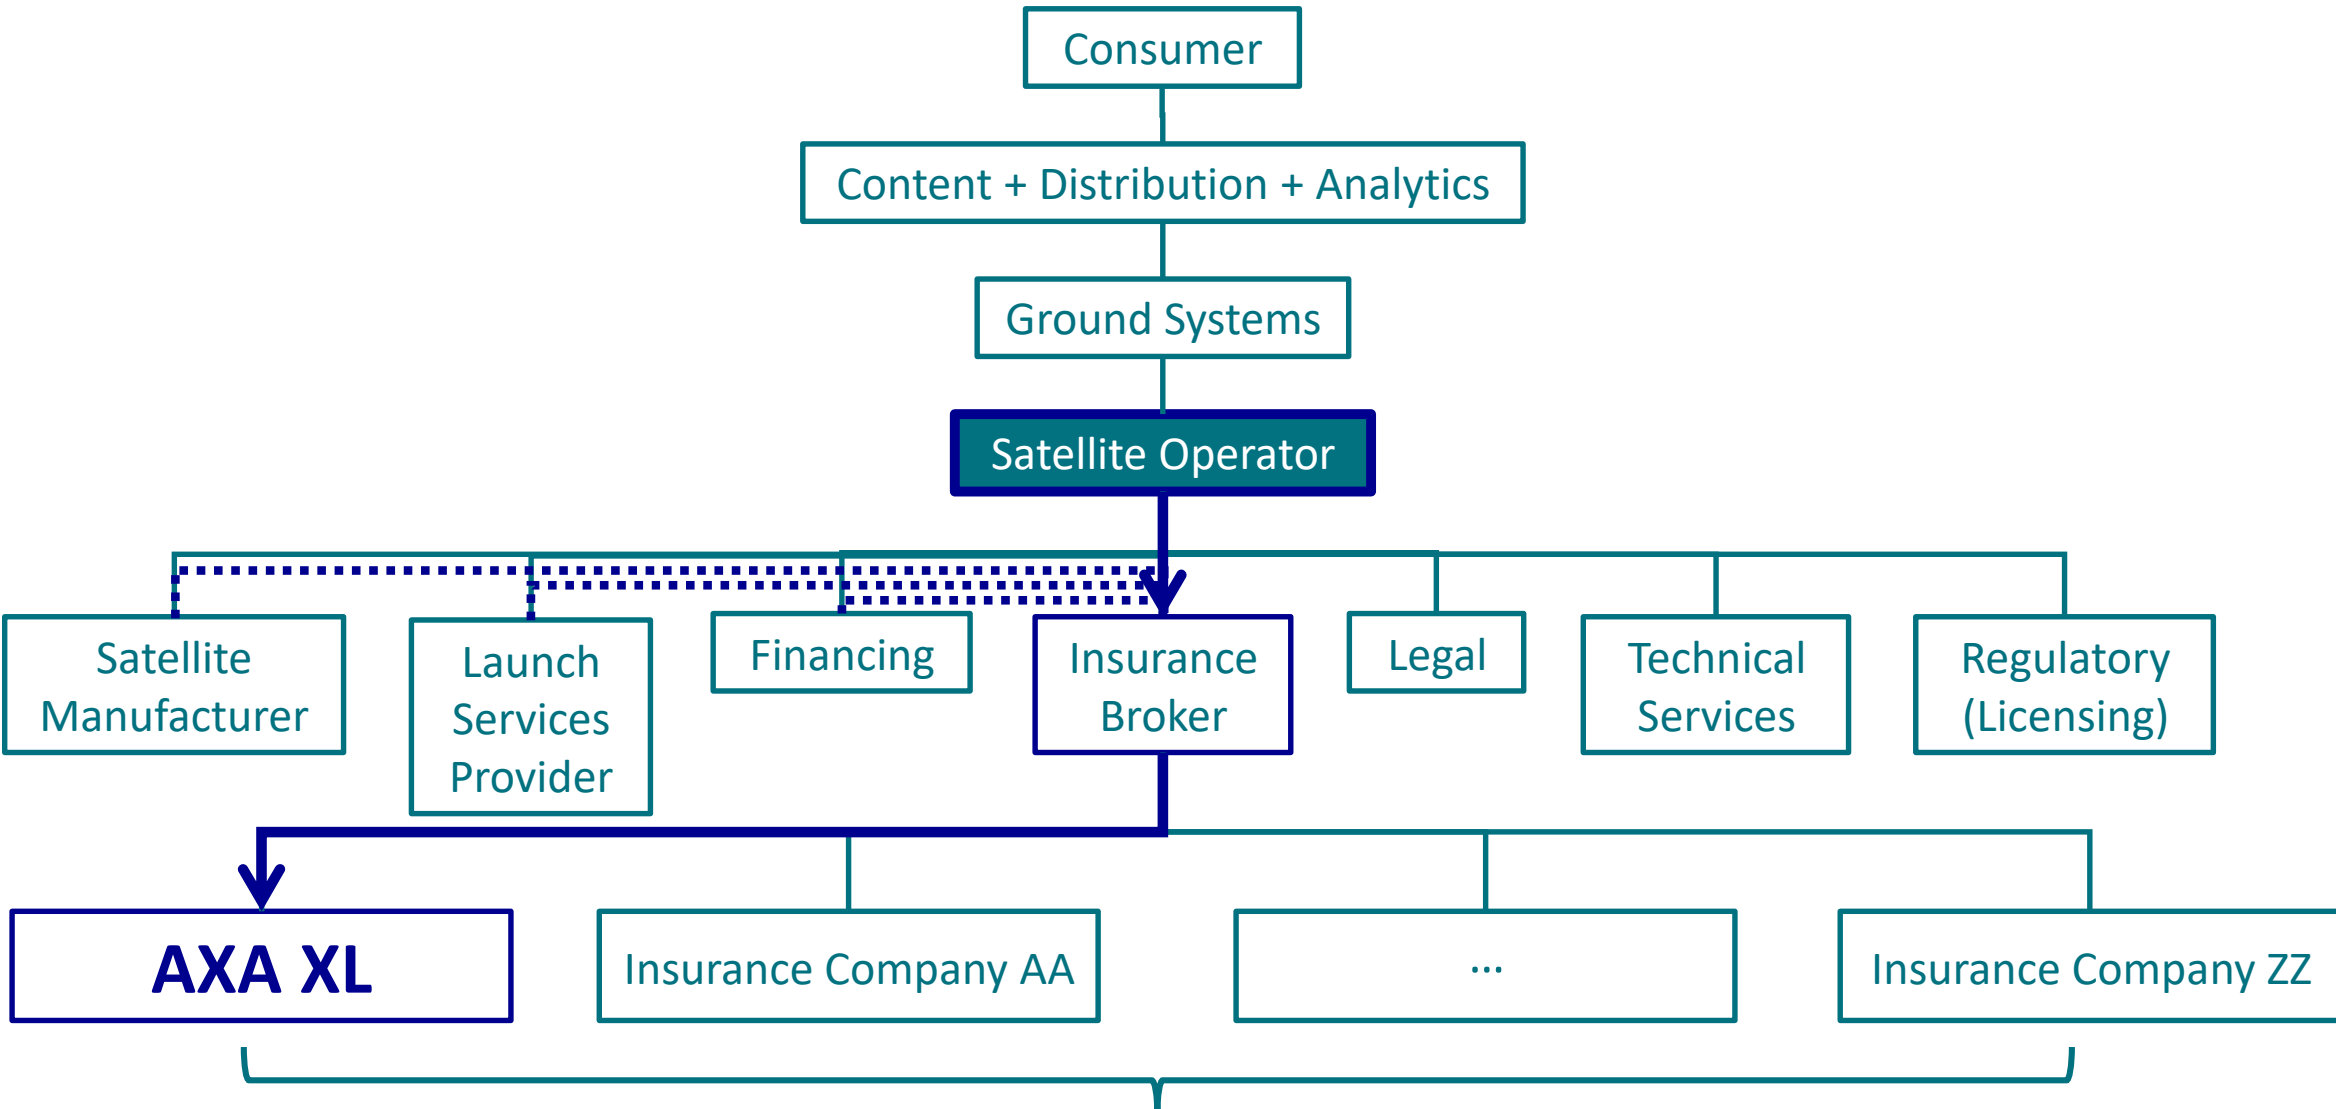 Consumer
Content + Distribution + Analytics
Ground Systems
Satellite Operator
Satellite
Manufacturer
Launch
Services
Provider
Financing
Insurance
Broker
Legal
Technical
Services
Regulatory
(Licensing)
AXA XL
Insurance Company AA
...
Insurance Company ZZ